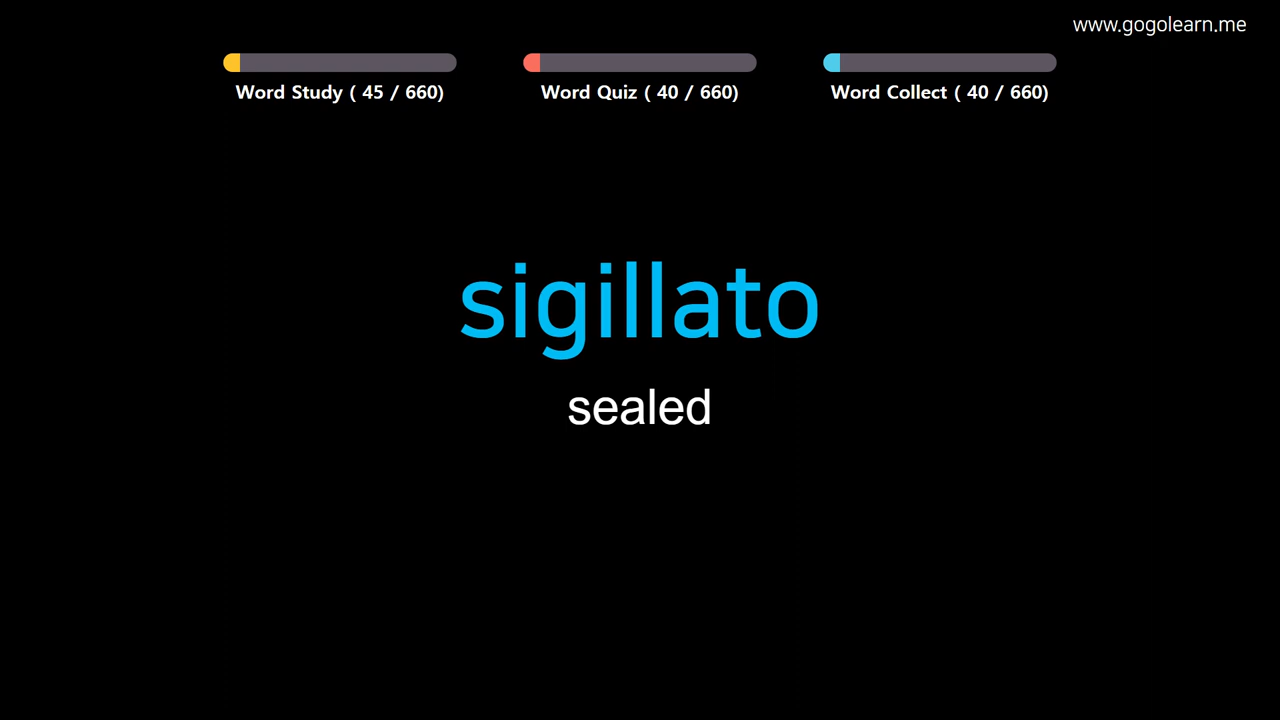 www.gogolearn.me
Word Study ( 45 / 660)
Word Quiz ( 40 / 660)
Word Collect ( 40 / 660)
sigillato
sealed